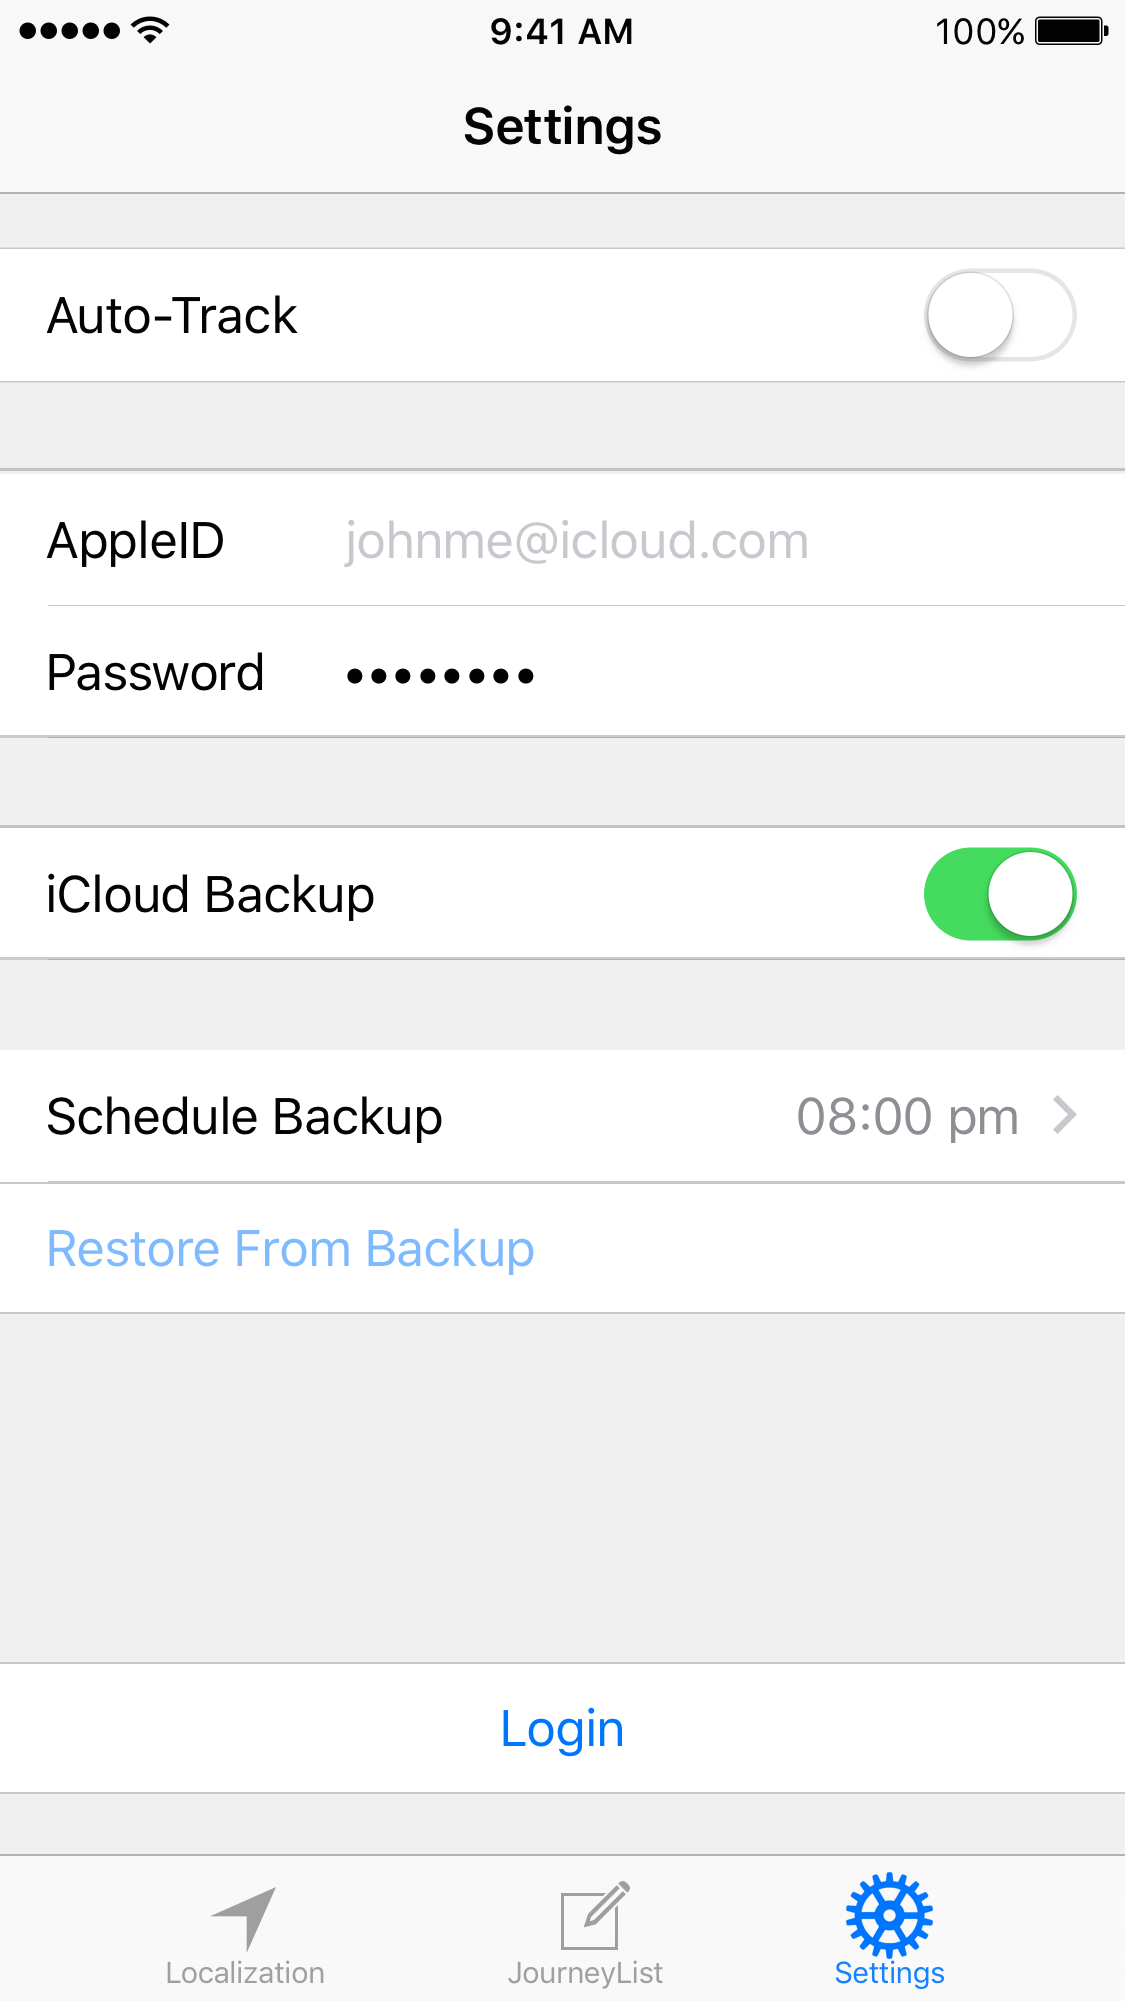 9:41 AM 100%
Settings
Auto-Track
AppleID johnme@icloud.com
Password ••••••••
iCloud Backup
Schedule Backup 08:00 pm
Restore From Backup
Login
Localization JourneyList Settings